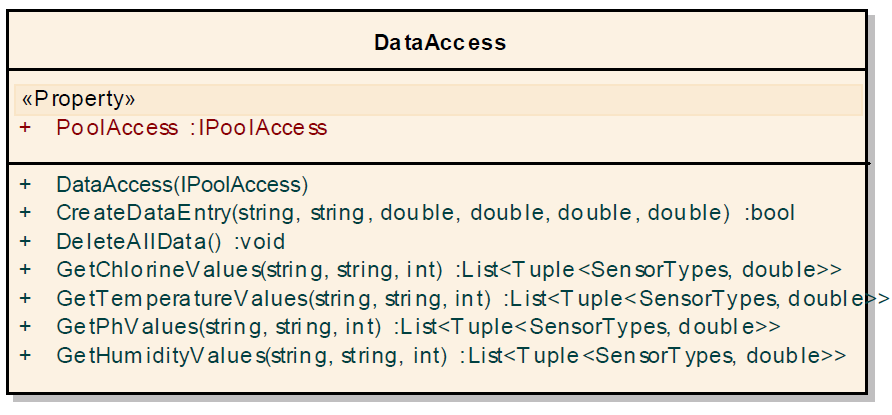 DataAccess
«Property»
+ PoolAccess :IPoolAccess
+ DataAccess(IPoolAccess)
+ CreateDataEntry(string, string, double, double, double, double) :bool
+ DeleteAllData() :void
+ GetChlorineValues(string, string, int) :List<Tuple<SensorTypes, double>>
+ GetTemperatureValues(string, string, int) :List<Tuple<SensorTypes, double>>
+ GetPhValues(string, string, int) :List<Tuple<SensorTypes, double>>
+ GetHumidityValues(string, string, int) :List<Tuple<SensorTypes, double>>